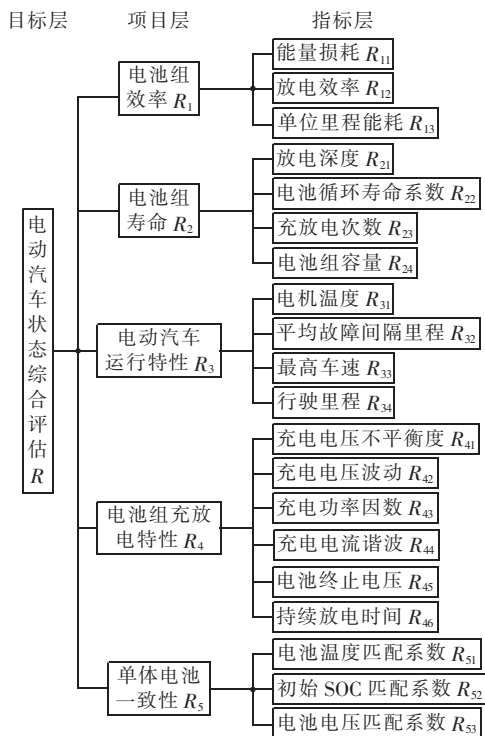 目标层 项目层 指标层
电动汽车状态综合评估 R
电池组
效率 R₁
能量损耗 R₁₁
放电效率 R₁₂
单位里程能耗 R₁₃
电池组
寿命 R₂
放电深度 R₂₁
电池循环寿命系数 R₂₂
充放电次数 R₂₃
电池组容量 R₂₄
电动汽车
运行特性 R₃
电机温度 R₃₁
平均故障间隔里程 R₃₂
最高车速 R₃₃
行驶里程 R₃₄
电池组充放
电特性 R₄
充电电压不平衡度 R₄₁
充电电压波动 R₄₂
充电功率因数 R₄₃
充电电流谐波 R₄₄
电池终止电压 R₄₅
持续放电时间 R₄₆
单体电池
一致性 R₅
电池温度匹配系数 R₅₁
初始 SOC 匹配系数 R₅₂
电池电压匹配系数 R₅₃